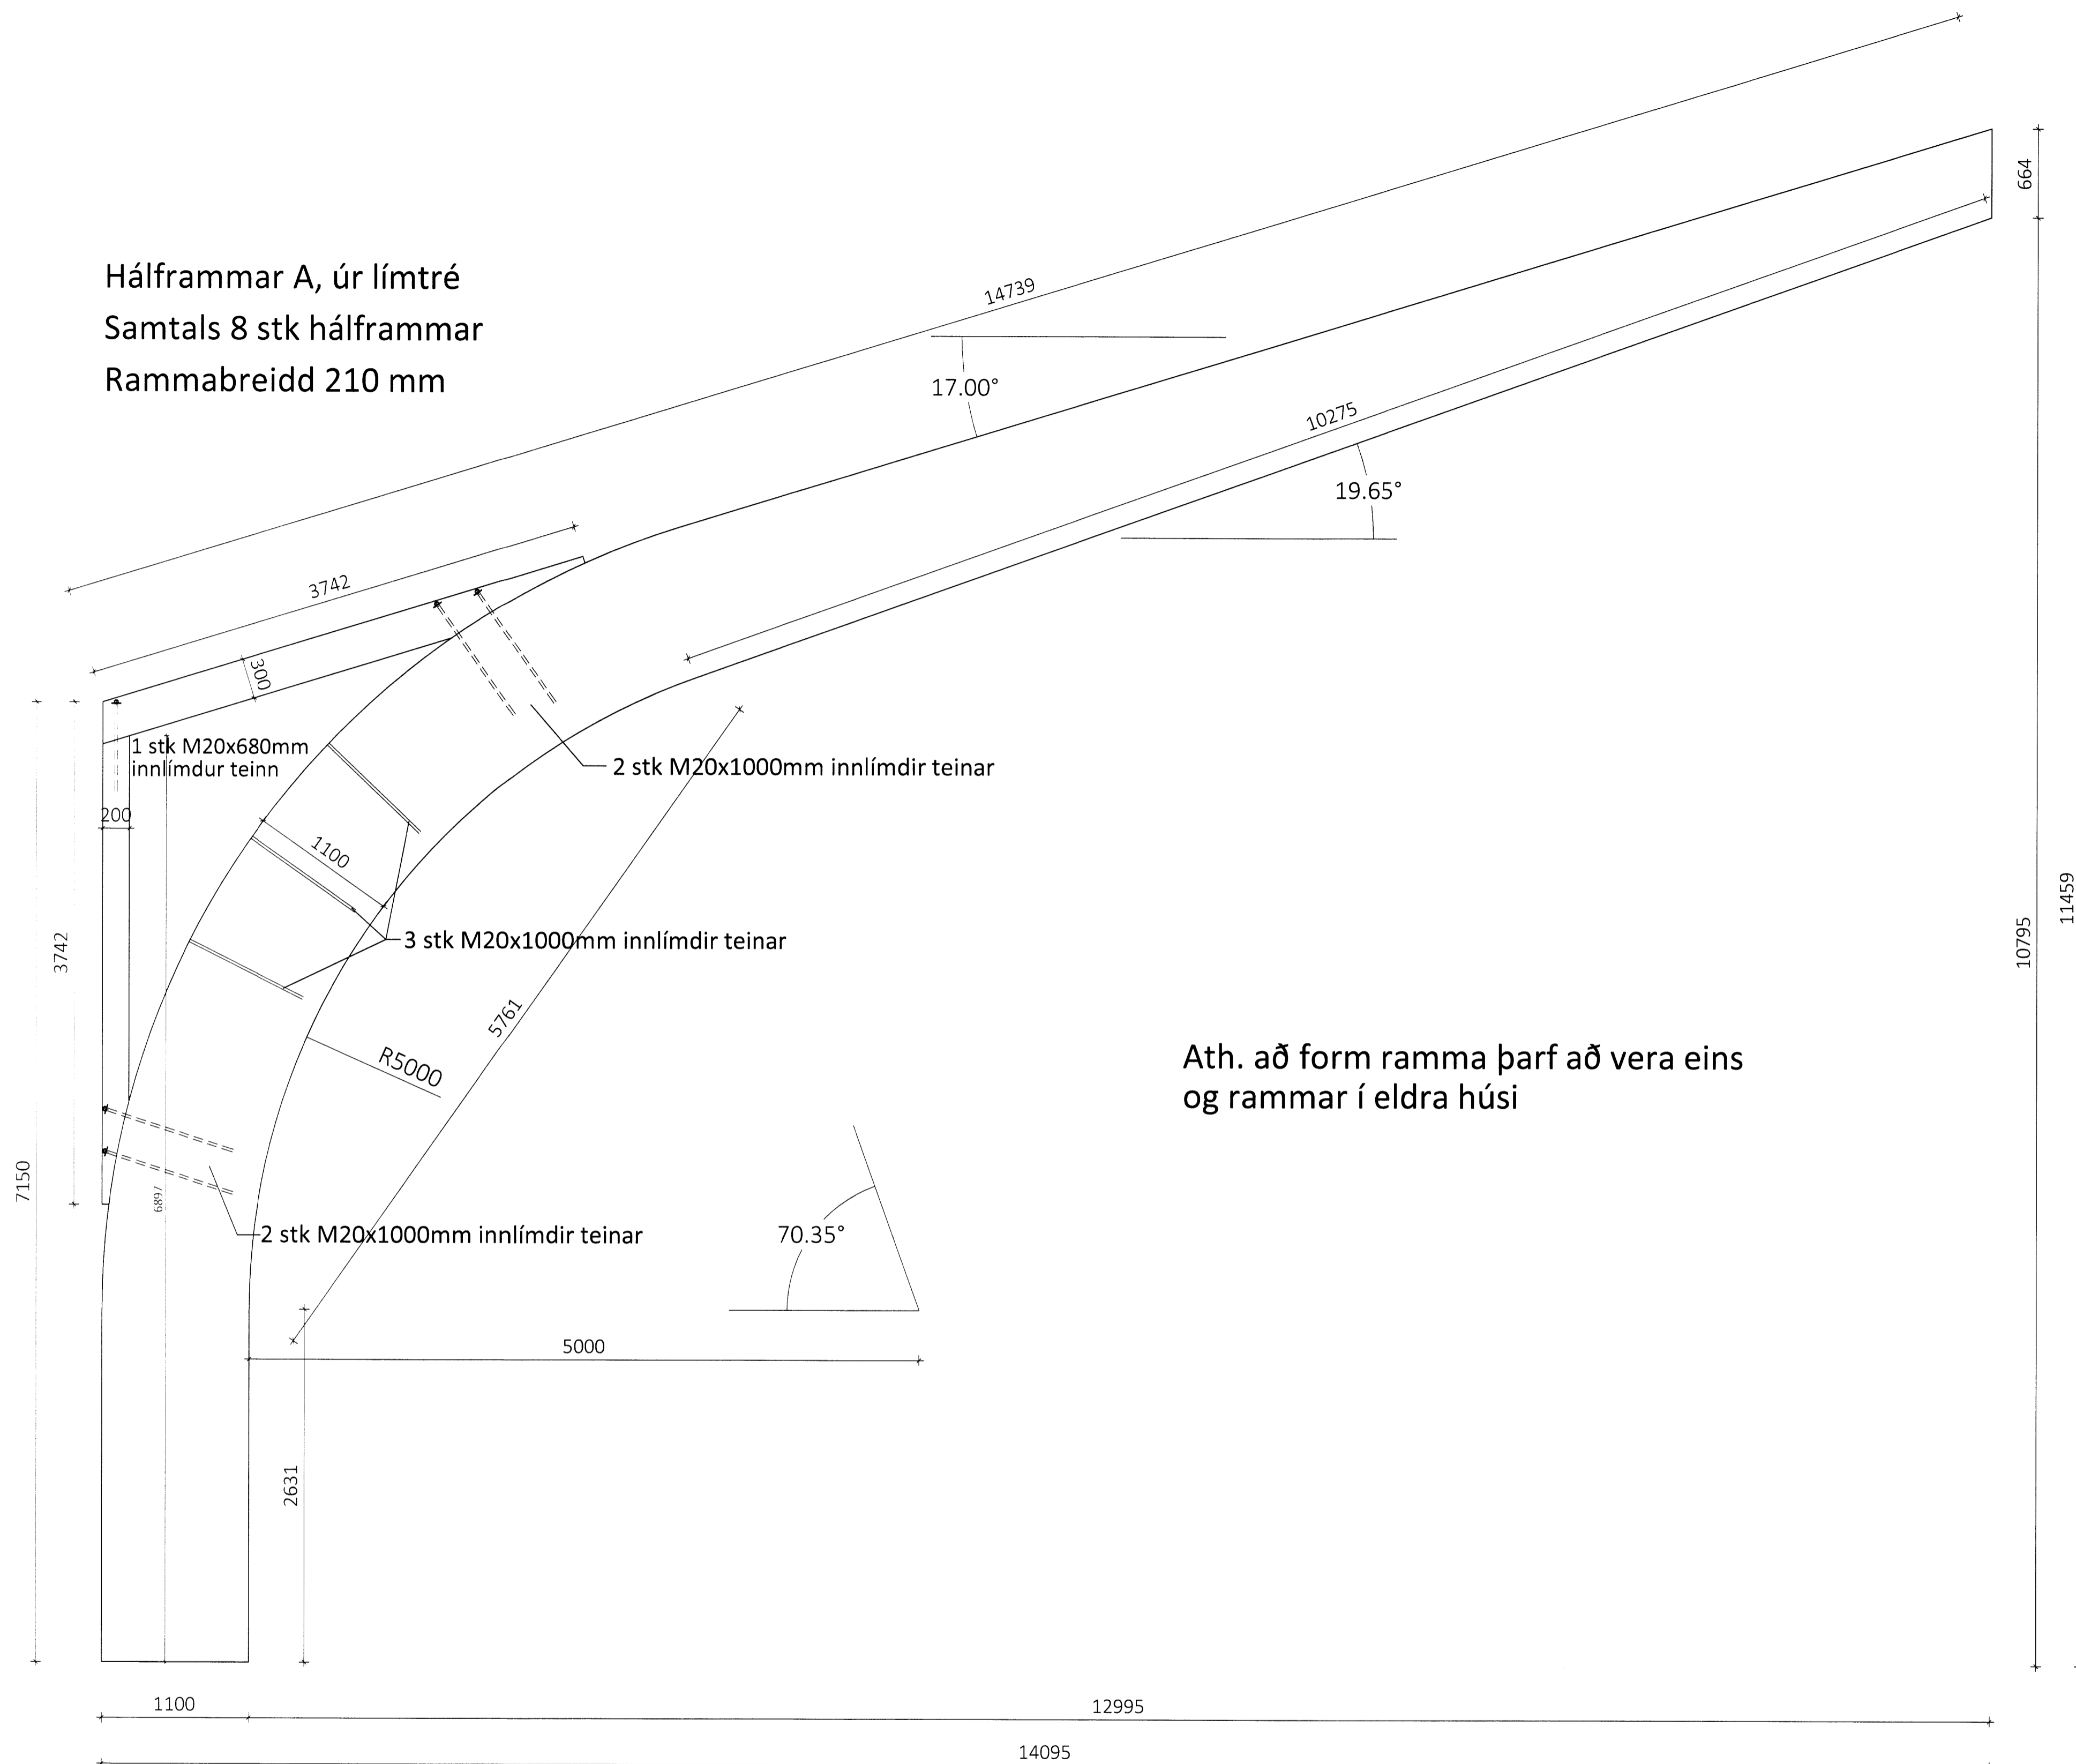 14739
664
Hálframmar A, úr límtré
Samtals 8 stk hálframmar
Rammabreidd 210 mm
17.00°
10275
19.65°
3742
300
1 stk M20x680mm
innlímdur teinn
2 stk M20x1000mm innlímdir teinar
200
1100
3742
3 stk M20x1000mm innlímdir teinar
11459
10795
5761
R5000
Ath. að form ramma þarf að vera eins
og rammar í eldra húsi
7150
6897
2 stk M20x1000mm innlímdir teinar
70.35°
5000
2631
1100
12995
14095